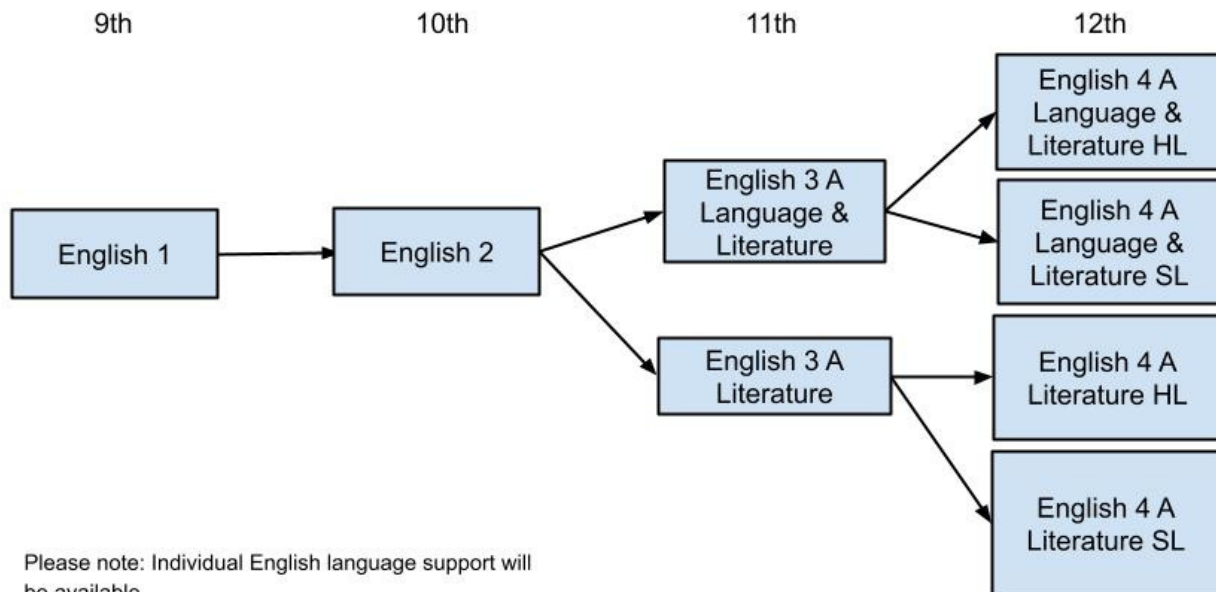 9th
10th
11th
12th
English 1
English 2
English 3 A
Language &
Literature
English 3 A
Literature
English 4 A
Language &
Literature HL
English 4 A
Language &
Literature SL
English 4 A
Literature HL
English 4 A
Literature SL
Please note: Individual English language support will
be available